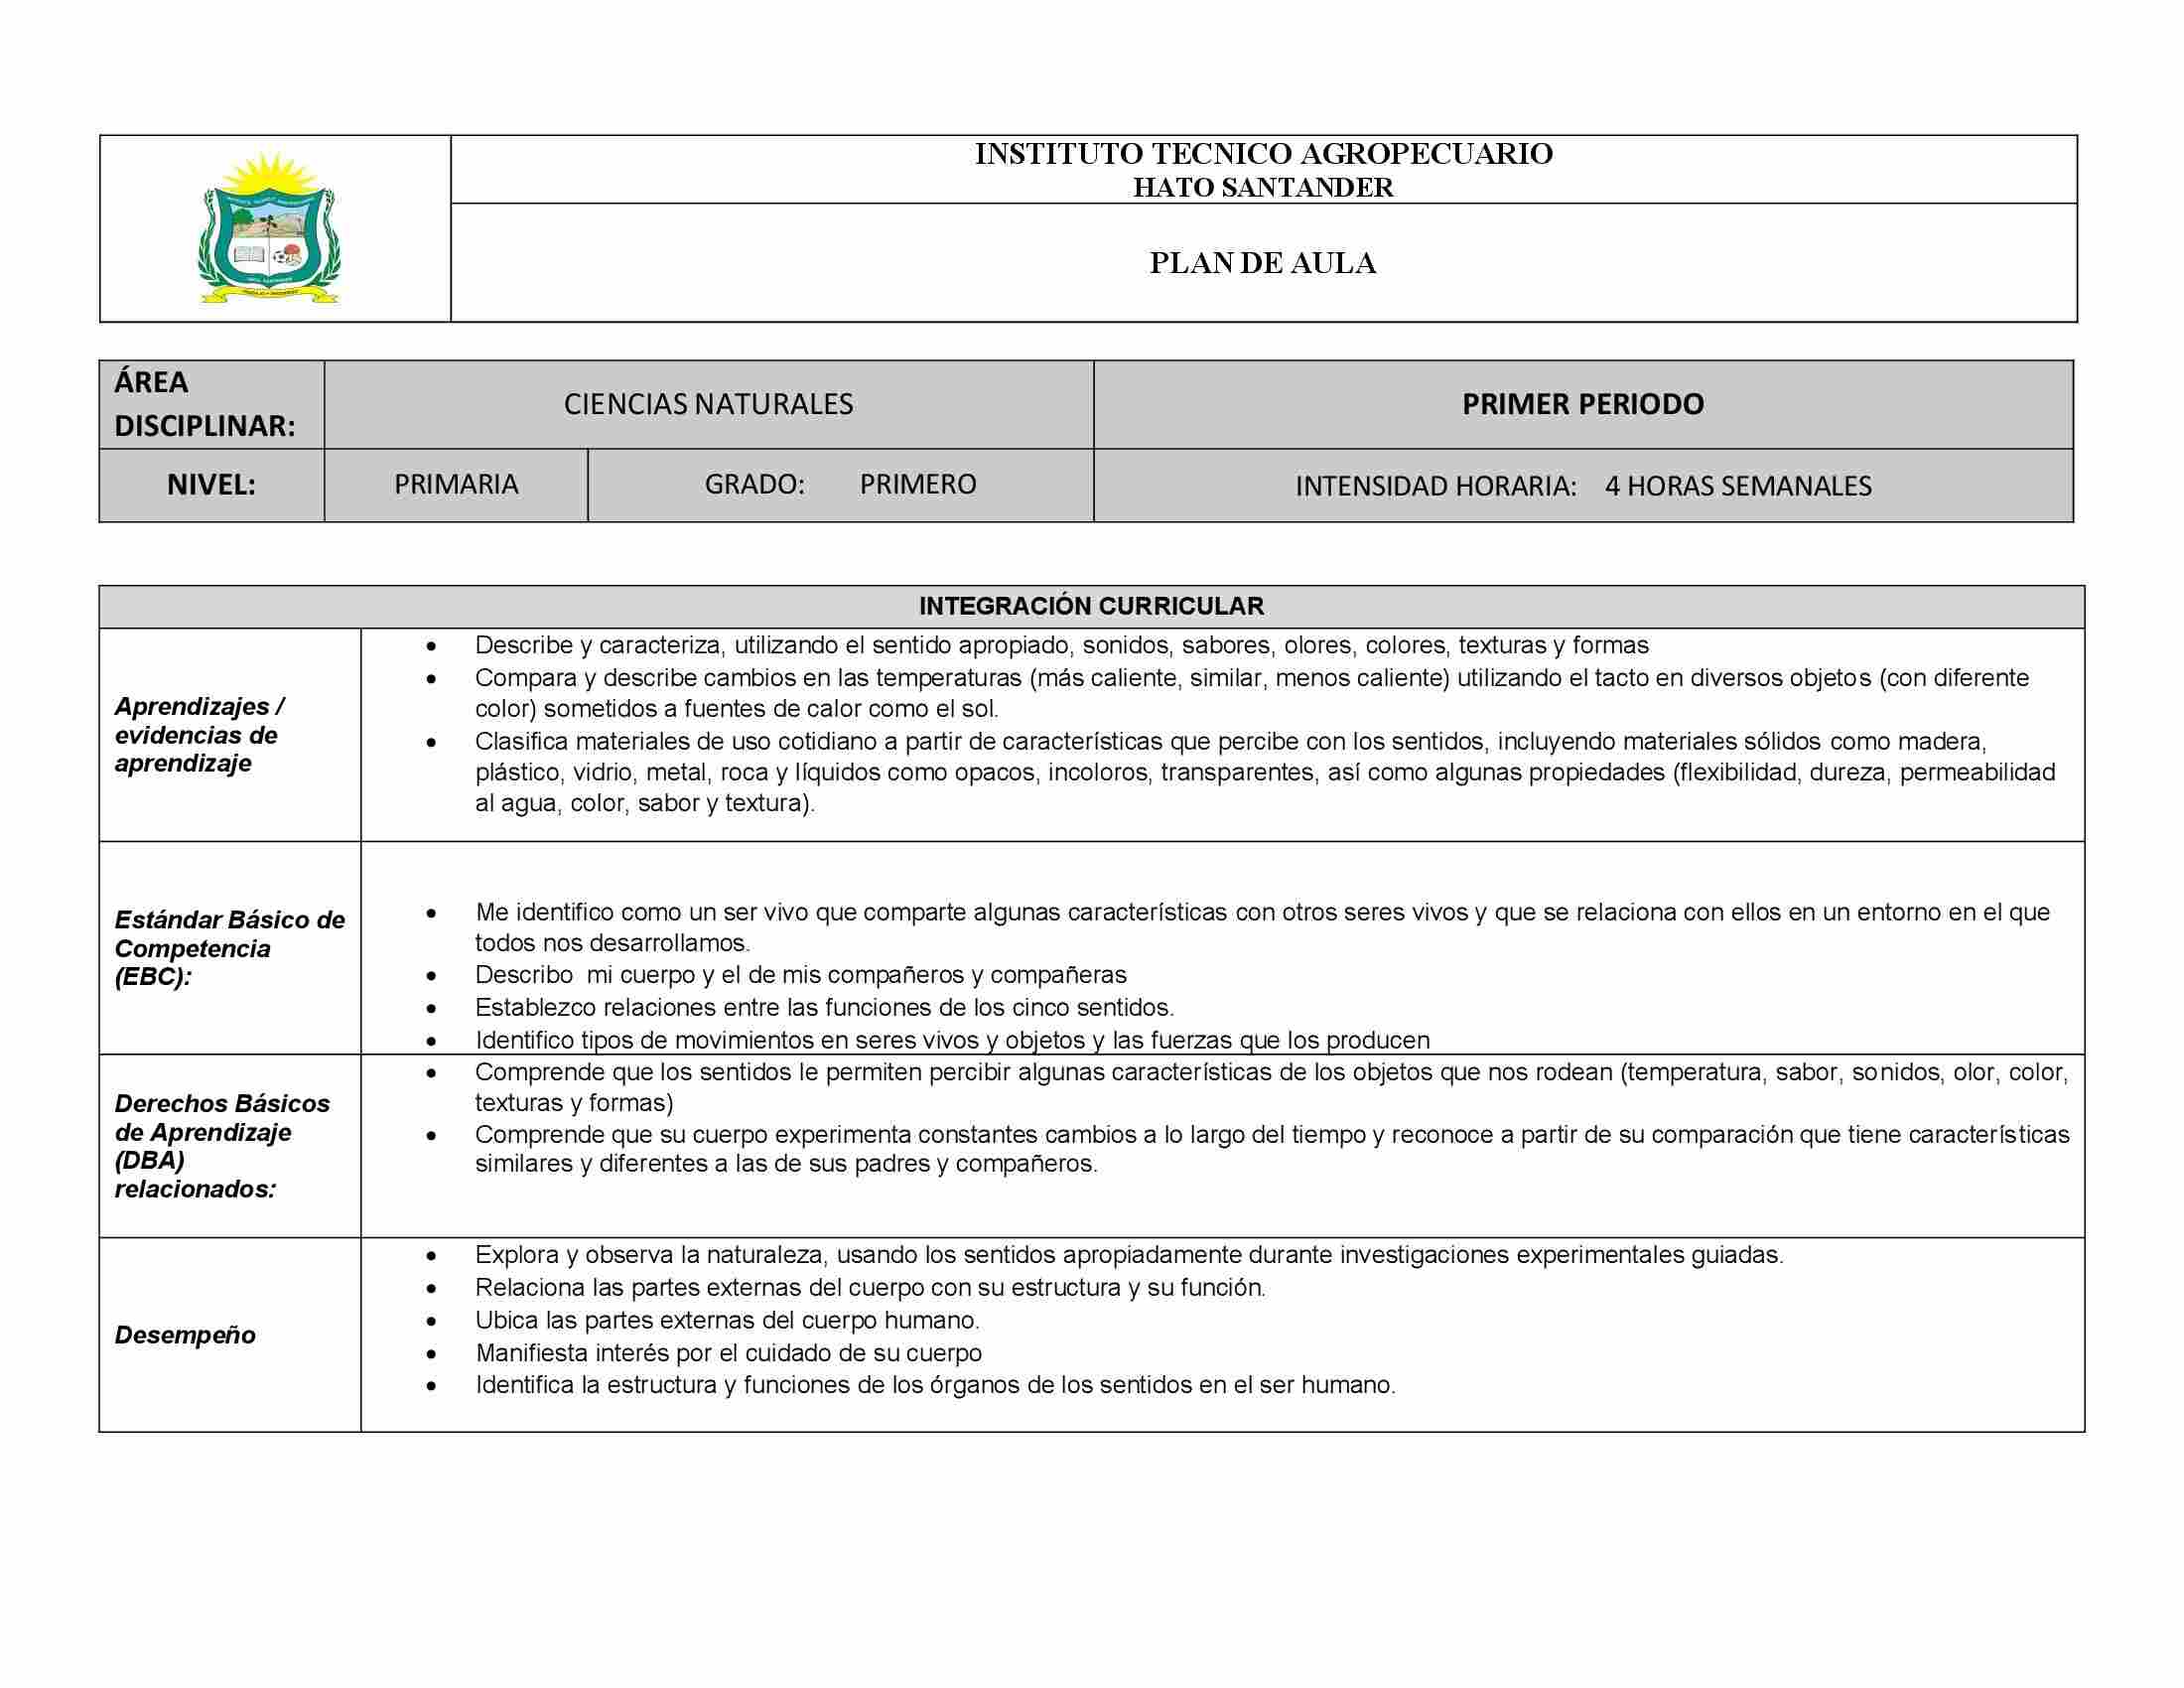 INSTITUTO TECNICO AGROPECUARIO
HATO SANTANDER
PLAN DE AULA
ÁREA DISCIPLINAR:
CIENCIAS NATURALES
PRIMER PERIODO
NIVEL:
PRIMARIA
GRADO: PRIMERO
INTENSIDAD HORARIA: 4 HORAS SEMANALES
INTEGRACIÓN CURRICULAR
Aprendizajes /
evidencias de
aprendizaje
• Describe y caracteriza, utilizando el sentido apropiado, sonidos, sabores, olores, colores, texturas y formas
• Compara y describe cambios en las temperaturas (más caliente, similar, menos caliente) utilizando el tacto en diversos objetos (con diferente
color) sometidos a fuentes de calor como el sol.
• Clasifica materiales de uso cotidiano a partir de características que percibe con los sentidos, incluyendo materiales sólidos como madera,
plástico, vidrio, metal, roca y líquidos como opacos, incoloros, transparentes, así como algunas propiedades (flexibilidad, dureza, permeabilidad
al agua, color, sabor y textura).
Estándar Básico de
Competencia
(EBC):
• Me identifico como un ser vivo que comparte algunas características con otros seres vivos y que se relaciona con ellos en un entorno en el que
todos nos desarrollamos.
• Describo mi cuerpo y el de mis compañeros y compañeras
• Establezco relaciones entre las funciones de los cinco sentidos.
• Identifico tipos de movimientos en seres vivos y objetos y las fuerzas que los producen
Derechos Básicos
de Aprendizaje
(DBA)
relacionados:
• Comprende que los sentidos le permiten percibir algunas características de los objetos que nos rodean (temperatura, sabor, sonidos, olor, color,
texturas y formas)
• Comprende que su cuerpo experimenta constantes cambios a lo largo del tiempo y reconoce a partir de su comparación que tiene características
similares y diferentes a las de sus padres y compañeros.
Desempeño
• Explora y observa la naturaleza, usando los sentidos apropiadamente durante investigaciones experimentales guiadas.
• Relaciona las partes externas del cuerpo con su estructura y su función.
• Ubica las partes externas del cuerpo humano.
• Manifiesta interés por el cuidado de su cuerpo
• Identifica la estructura y funciones de los órganos de los sentidos en el ser humano.